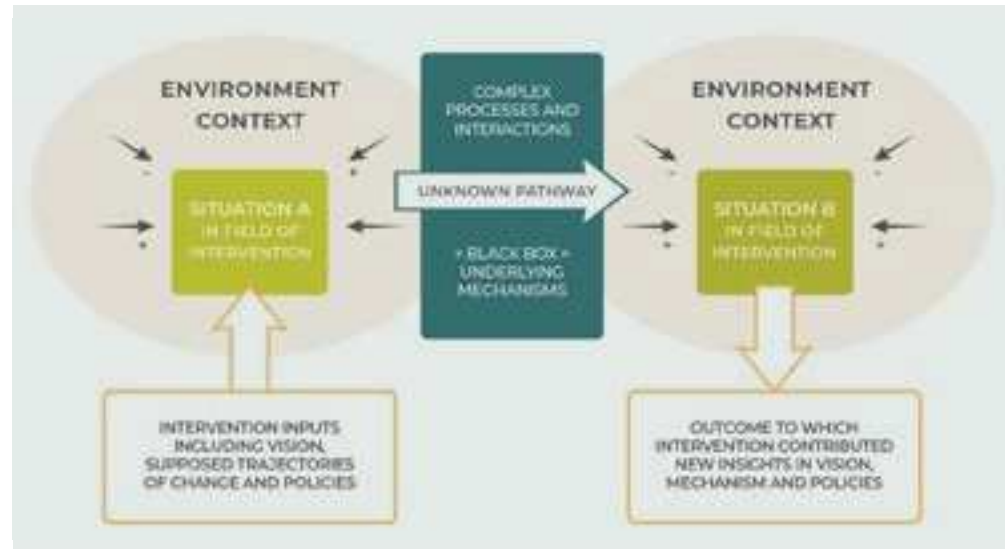 ENVIRONMENT
CONTEXT
SITUATION A
IN FIELD OF
INTERVENTION
INTERVENTION INPUTS
INCLUDING VISION,
SUPPOSED TRAJECTORIES
OF CHANGE AND POLICIES
COMPLEX
PROCESSES AND
INTERACTIONS
UNKNOWN PATHWAY
« BLACK BOX »
UNDERLYING
MECHANISMS
ENVIRONMENT
CONTEXT
SITUATION B
IN FIELD OF
INTERVENTION
OUTCOME TO WHICH
INTERVENTION CONTRIBUTED
NEW INSIGHTS IN VISION,
MECHANISM AND POLICIES